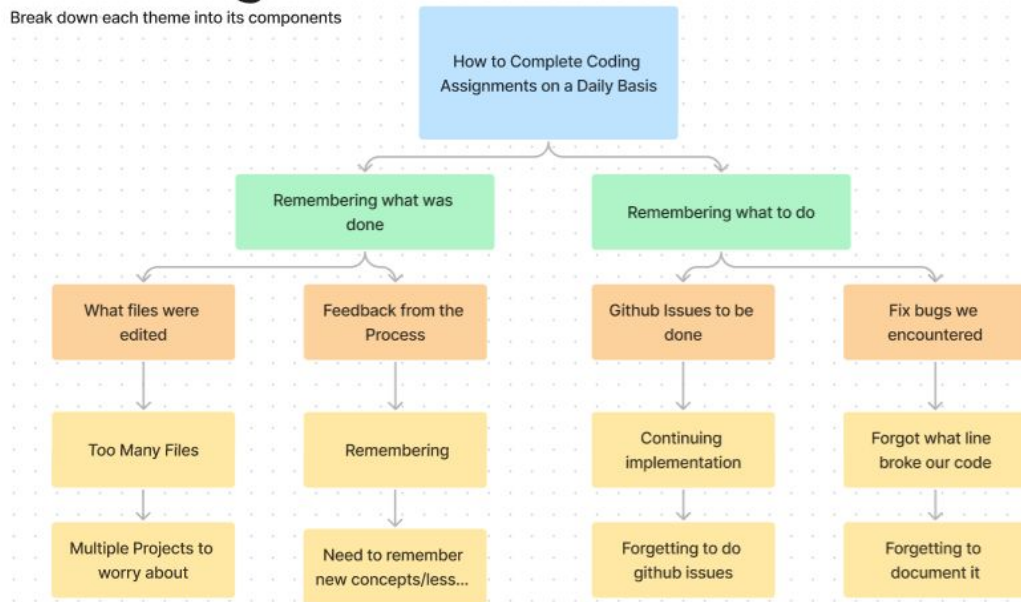 Break down each theme into its components
How to Complete Coding
Assignments on a Daily Basis
Remembering what was
done
Remembering what to do
What files were
edited
Feedback from the
Process
Github Issues to be
done
Fix bugs we
encountered
Too Many Files
Remembering
Continuing
implementation
Forgot what line
broke our code
Multiple Projects to
worry about
Need to remember
new concepts/less...
Forgetting to do
github issues
Forgetting to
document it